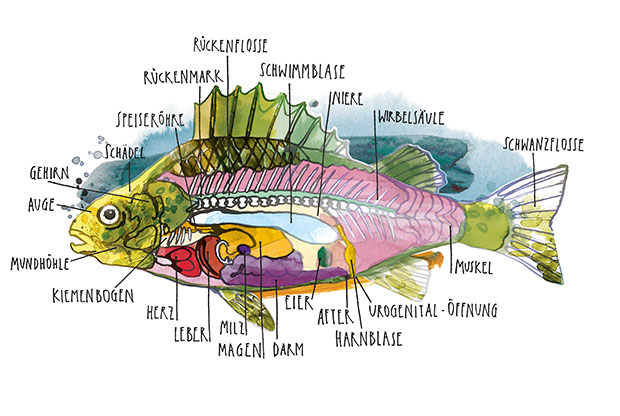 RÜCKENFLOSSE
RÜCKENMARK
SCHWIMMBLASE
NIERE
SPEISERÖHRE
WIRBELSÄULE
SCHÄDEL
SCHWANZFLOSSE
GEHIRN
AUGE
MUNDHÖHLE
MUSKEL
KIEMENBOGEN
HERZ
LEBER
MILZ
MAGEN
DARM
EIER
AFTER
UROGENITAL-ÖFFNUNG
HARNBLASE